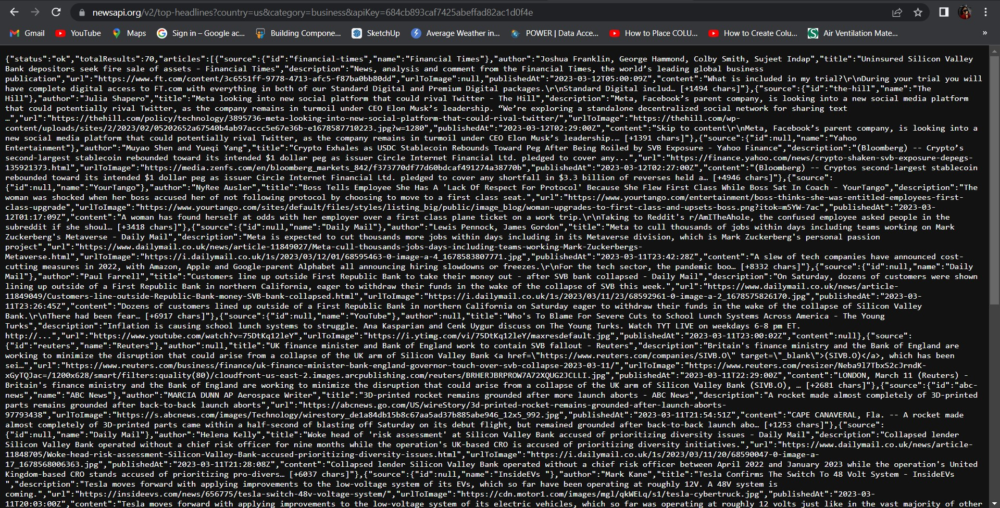 newsapi.org/v2/top-headlines?country=us&category=business&apiKey=684cb893caf7425abeffad82ac1d0f4e
Gmail YouTube Maps Sign in – Google ac... Building Compone... SketchUp Average Weather in... POWER | Data Acce... How to Place COLU... How to Create Colu... Air Ventilation Mate... »
{"status":"ok","totalResults":70,"articles":[{"source":{"id":"financial-times","name":"Financial Times"},"author":"Joshua Franklin, George Hammond, Colby Smith, Sujeet Indap","title":"Uninsured Silicon Valley
Bank depositors seek fire sale of assets - Financial Times","description":"News, analysis and comment from the Financial Times, the world’s leading global business
publication","url":"https://www.ft.com/content/3c6551ff-9778-4713-afc5-f87ba0bb80dd","urlToImage":null,"publishedAt":"2023-03-12T05:00:09Z","content":"What is included in my trial?\r\nDuring your trial you will
have complete digital access to FT.com with everything in both of our Standard Digital and Premium Digital packages.\r\nStandard Digital includ… [+1494 chars]"},{"source":{"id":"the-hill","name":"The
Hill"},"author":"Julia Shapero","title":"Meta looking into new social platform that could rival Twitter - The Hill","description":"Meta, Facebook’s parent company, is looking into a new social media platform
that could potentially rival Twitter, as the company remains in turmoil under CEO Elon Musk’s leadership. “We’re exploring a standalone decentralized social network for sharing text
…","url":"https://thehill.com/policy/technology/3895736-meta-looking-into-new-social-platform-that-could-rival-twitter/","urlToImage":"https://thehill.com/wp-
content/uploads/sites/2/2023/02/05202652a67540b4ab97accc5e67e36b-e1678587710223.jpg?w=1280","publishedAt":"2023-03-12T02:29:00Z","content":"Skip to content\r\nMeta, Facebook’s parent company, is looking into a
new social media platform that could potentially rival Twitter, as the company remains in turmoil under CEO Elon Musk’s leadership.… [+1391 chars]"},{"source":{"id":null,"name":"Yahoo
Entertainment"},"author":"Muyao Shen and Yueqi Yang","title":"Crypto Exhales as USDC Stablecoin Rebounds Toward Peg After Being Roiled by SVB Exposure - Yahoo Finance","description":"(Bloomberg) -- Crypto’s
second-largest stablecoin rebounded toward its intended $1 dollar peg as issuer Circle Internet Financial Ltd. pledged to cover any...","url":"https://finance.yahoo.com/news/crypto-shaken-svb-exposure-depegs-
135921373.html","urlToImage":"https://media.zenfs.com/en/bloomberg_markets_842/f373770df77d60bdcaf491274a38770b","publishedAt":"2023-03-12T02:27:00Z","content":"(Bloomberg) -- Cryptos second-largest stablecoin
rebounded toward its intended $1 dollar peg as issuer Circle Internet Financial Ltd. pledged to cover any shortfall in $3.3 billion of reverses held a… [+4946 chars]"},{"source":
{"id":null,"name":"YourTango"},"author":"NyRee Ausler","title":"Boss Tells Employee She Has A 'Lack Of Respect For Protocol' Because She Flew First Class While Boss Sat In Coach - YourTango","description":"The
woman was shocked when her boss accused her of not following protocol by choosing to move to a first class seat.","url":"https://www.yourtango.com/entertainment/boss-thinks-she-was-entitled-employees-first-
class-upgrade","urlToImage":"https://www.yourtango.com/sites/default/files/styles/listing_big/public/image_blog/woman-upgrades-to-first-class-and-upsets-boss.png?itok=m5YW-7ac","publishedAt":"2023-03-
12T01:17:09Z","content":"A woman has found herself at odds with her employer over a first class plane ticket on a work trip.\r\nTaking to Reddit's r/AmITheAhole, the confused employee asked people in the
subreddit if she shoul… [+3418 chars]"},{"source":{"id":null,"name":"Daily Mail"},"author":"Lewis Pennock, James Gordon","title":"Meta to cull thousands of jobs within days including teams working on Mark
Zuckerberg's Metaverse - Daily Mail","description":"Meta is expected to cut thousands more jobs within days including in its Metaverse division, which is Mark Zuckerberg's personal passion
project","url":"https://www.dailymail.co.uk/news/article-11849027/Meta-cull-thousands-jobs-days-including-teams-working-Mark-Zuckerbergs-
Metaverse.html","urlToImage":"https://i.dailymail.co.uk/1s/2023/03/12/01/68595463-0-image-a-4_1678583807771.jpg","publishedAt":"2023-03-11T23:42:28Z","content":"A slew of tech companies have announced cost-
cutting measures in 2022, with Amazon, Apple and Google-parent Alphabet all announcing hiring slowdowns or freezes.\r\nFor the tech sector, the pandemic boo… [+8332 chars]"},{"source":{"id":null,"name":"Daily
Mail"},"author":"Paul Farrell","title":"Customers line up outside First Republic Bank to take their money out - after SVB bank collapsed - Daily Mail","description":"On Saturday, dozens of customers were shown
lining up outside of a First Republic Bank in northern California, eager to withdraw their funds in the wake of the collapse of SVB this week.","url":"https://www.dailymail.co.uk/news/article-
11849049/Customers-line-outside-Republic-Bank-money-SVB-bank-collapsed.html","urlToImage":"https://i.dailymail.co.uk/1s/2023/03/11/23/68592961-0-image-a-2_1678575826170.jpg","publishedAt":"2023-03-
11T23:26:45Z","content":"Dozens of customers lined up outside of a First Republic Bank in northern California on Saturday eager to withdraw their funds in the wake of the collapse of Silicon Valley
Bank.\r\nThere had been fear… [+6917 chars]"},{"source":{"id":null,"name":"YouTube"},"author":null,"title":"Who's To Blame For Severe Cuts to School Lunch Systems Across America - The Young
Turks","description":"Inflation is causing school lunch systems to struggle. Ana Kasparian and Cenk Uygur discuss on The Young Turks. Watch TYT LIVE on weekdays 6-8 pm ET.
http://...","url":"https://www.youtube.com/watch?v=75DtKq12leY","urlToImage":"https://i.ytimg.com/vi/75DtKq12leY/maxresdefault.jpg","publishedAt":"2023-03-11T23:00:02Z","content":null},{"source":
{"id":"reuters","name":"Reuters"},"author":null,"title":"UK finance minister and Bank of England work to contain SVB fallout - Reuters","description":"Britain's finance ministry and the Bank of England are
working to minimize the disruption that could arise from a collapse of the UK arm of Silicon Valley Bank <a href=\"https://www.reuters.com/companies/SIVB.O\" target=\"_blank\">(SIVB.O)</a>, which has been
sei…","url":"https://www.reuters.com/business/finance/uk-finance-minister-bank-england-governor-touch-over-svb-collapse-2023-03-11/","urlToImage":"https://www.reuters.com/resizer/Neba9l7TbxS2cJrndK-
xGyTQJac=/1200x628/smart/filters:quality(80)/cloudfront-us-east-2.images.arcpublishing.com/reuters/BRHERJBRPROW7A72XQUG2JCLLI.jpg","publishedAt":"2023-03-11T22:29:00Z","content":"LONDON, March 11 (Reuters) -
Britain's finance ministry and the Bank of England are working to minimize the disruption that could arise from a collapse of the UK arm of Silicon Valley Bank (SIVB.O), … [+2681 chars]"},{"source":{"id":"abc-
news","name":"ABC News"},"author":"MARCIA DUNN AP Aerospace Writer","title":"3D-printed rocket remains grounded after more launch aborts - ABC News","description":"A rocket made almost completely of 3D-printed
parts remains grounded after back-to-back launch aborts","url":"https://abcnews.go.com/US/wireStory/3d-printed-rocket-remains-grounded-after-launch-aborts-
97793438","urlToImage":"https://s.abcnews.com/images/Technology/wirestory_de1a84db15b8c67aa5ad37b885abe946_12x5_992.jpg","publishedAt":"2023-03-11T21:54:51Z","content":"CAPE CANAVERAL, Fla. -- A rocket made
almost completely of 3D-printed parts came within a half-second of blasting off Saturday on its debut flight, but remained grounded after back-to-back launch abo… [+1253 chars]"},{"source":
{"id":null,"name":"Daily Mail"},"author":"Helena Kelly","title":"Woke head of 'risk assessment' at Silicon Valley Bank accused of prioritizing diversity issues - Daily Mail","description":"Collapsed lender
Silicon Valley Bank operated without a chief risk officer for nine months while the operation's UK-based CRO is accused of prioritizing diversity initiatives.","url":"https://www.dailymail.co.uk/news/article-
11848705/Woke-head-risk-assessment-Silicon-Valley-Bank-accused-prioritizing-diversity-issues.html","urlToImage":"https://i.dailymail.co.uk/1s/2023/03/11/20/68590047-0-image-a-
17_1678568006363.jpg","publishedAt":"2023-03-11T21:28:08Z","content":"Collapsed lender Silicon Valley Bank operated without a chief risk officer between April 2022 and January 2023 while the operation's United
Kingdom-based CRO stands accused of prioritizing pro-divers… [+6037 chars]"},{"source":{"id":null,"name":"InsideEVs "},"author":"Mark Kane","title":"Tesla Confirms The Switch To 48 Volt System - InsideEVs
","description":"Tesla moves forward with applying improvements to the low-voltage system of its EVs, which so far have been operating at roughly 12V. A 48V system is
coming.","url":"https://insideevs.com/news/656775/tesla-switch-48v-voltage-system/","urlToImage":"https://cdn.motor1.com/images/mgl/qkWELq/s1/tesla-cybertruck.jpg","publishedAt":"2023-03-
11T20:03:00Z","content":"Tesla moves forward with applying improvements to the low-voltage system of its electric vehicles, which so far was operating at roughly 12 volts just like in the vast majority of other